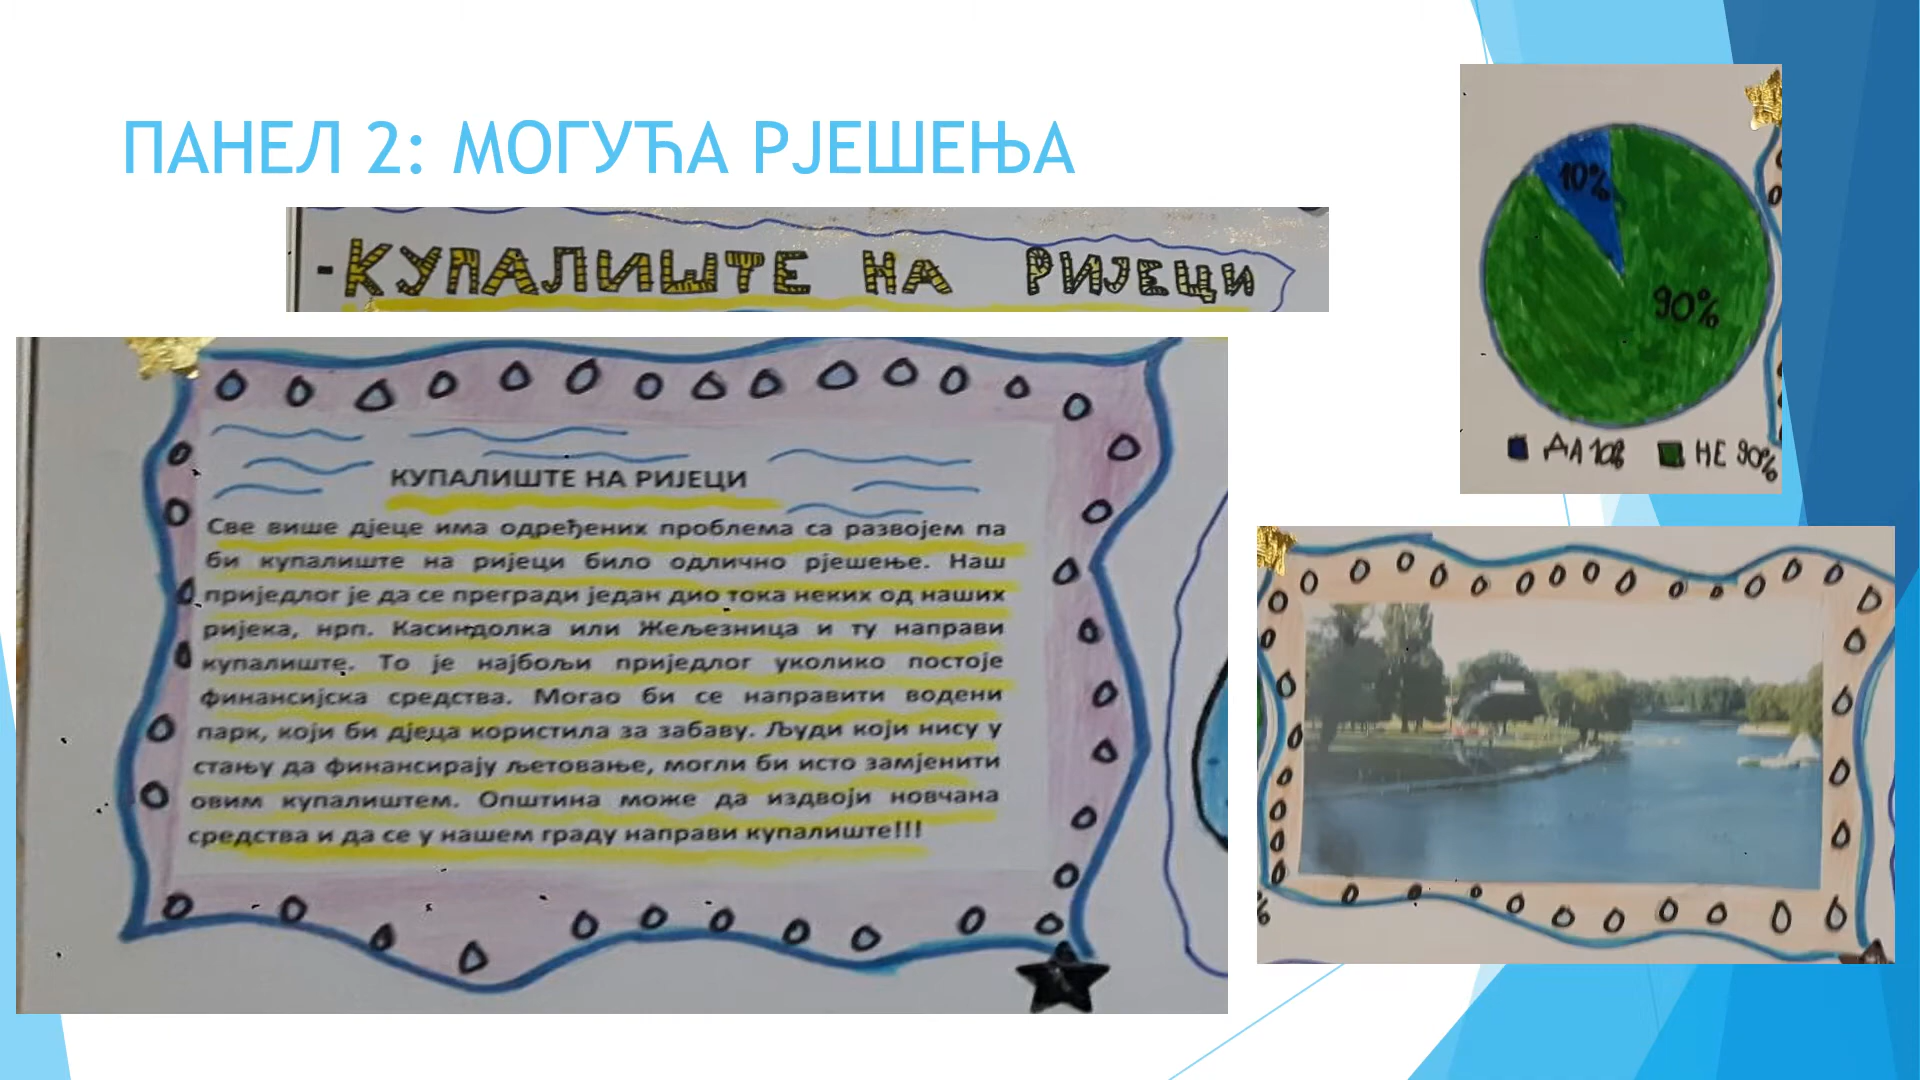 ПАНЕЛ 2: МОГУЋА РЈЕШЕЊА
-КУПАЛИШТЕ НА РИЈЕЦИ
КУПАЛИШТЕ НА РИЈЕЦИ
Све више дјеце има одређених проблема са развојем па
би купалиште на ријеци било одлично рјешење. Наш
приједлог је да се прегради један дио тока неких од наших
ријека, нрп. Касиндолка или Жељезница и ту направи
купалиште. То је најбољи приједлог уколико постоје
финансијска средства. Могао би се направити водени
парк, који би дјеца користила за забаву. Људи који нису у
стању да финансирају љетовање, могли би исто замјенити
овим купалиштем. Општина може да издвоји новчана
средства и да се у нашем граду направи купалиште!!!
10%
90%
ДА 10% НЕ 90%